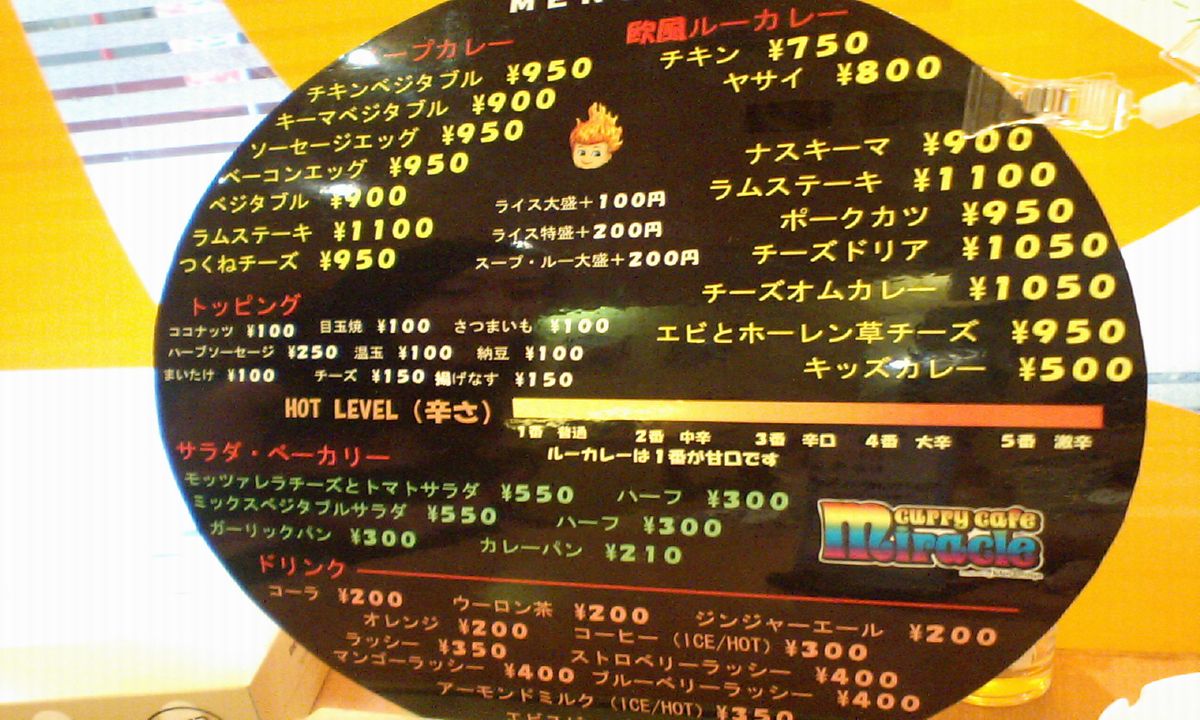 スープカレー
チキンベジタブル ¥950
キーマベジタブル ¥900
ソーセージエッグ ¥950
ベーコンエッグ ¥950
ベジタブル ¥900
ラムステーキ ¥1100
つくねチーズ ¥950
ライス大盛+100円
ライス特盛+200円
スープ・ルー大盛+200円
欧風ルーカレー
チキン ¥750
ヤサイ ¥800
ナスキーマ ¥900
ラムステーキ ¥1100
ポークカツ ¥950
チーズドリア ¥1050
チーズオムカレー ¥1050
エビとホーレン草チーズ ¥950
キッズカレー ¥500
トッピング
ココナッツ ¥100 目玉焼 ¥100 さつまいも ¥100
ハーブソーセージ ¥250 温玉 ¥100 納豆 ¥100
まいたけ ¥100 チーズ ¥150 揚げなす ¥150
HOT LEVEL(辛さ)
1番 普通 2番 中辛 3番 辛口 4番 大辛 5番 激辛
ルーカレーは1番が甘口です
サラダ・ベーカリー
モッツァレラチーズとトマトサラダ ¥550 ハーフ ¥300
ミックスベジタブルサラダ ¥550 ハーフ ¥300
ガーリックパン ¥300 カレーパン ¥210
curry cafe
Miracle
ドリンク
コーラ ¥200 ウーロン茶 ¥200 ジンジャーエール ¥200
オレンジ ¥200 コーヒー(ICE/HOT) ¥300
ラッシー ¥350 ストロベリーラッシー ¥400
マンゴーラッシー ¥400 ブルーベリーラッシー ¥400
アーモンドミルク(ICE/HOT) ¥350